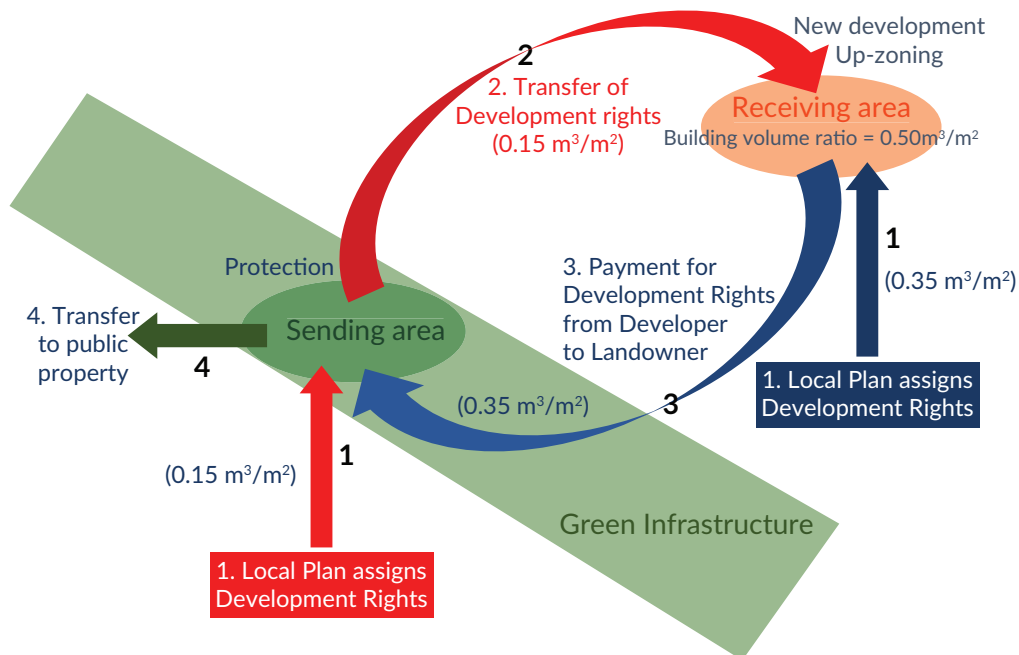 New development
Up-zoning
2
2. Transfer of
Development rights
(0.15 m³/m²)
Receiving area
Building volume ratio = 0.50m³/m²
1
(0.35 m³/m²)
1. Local Plan assigns
Development Rights
3. Payment for
Development Rights
from Developer
to Landowner
3
(0.35 m³/m²)
Protection
Sending area
4. Transfer
to public
property
4
1
(0.15 m³/m²)
1. Local Plan assigns
Development Rights
Green Infrastructure